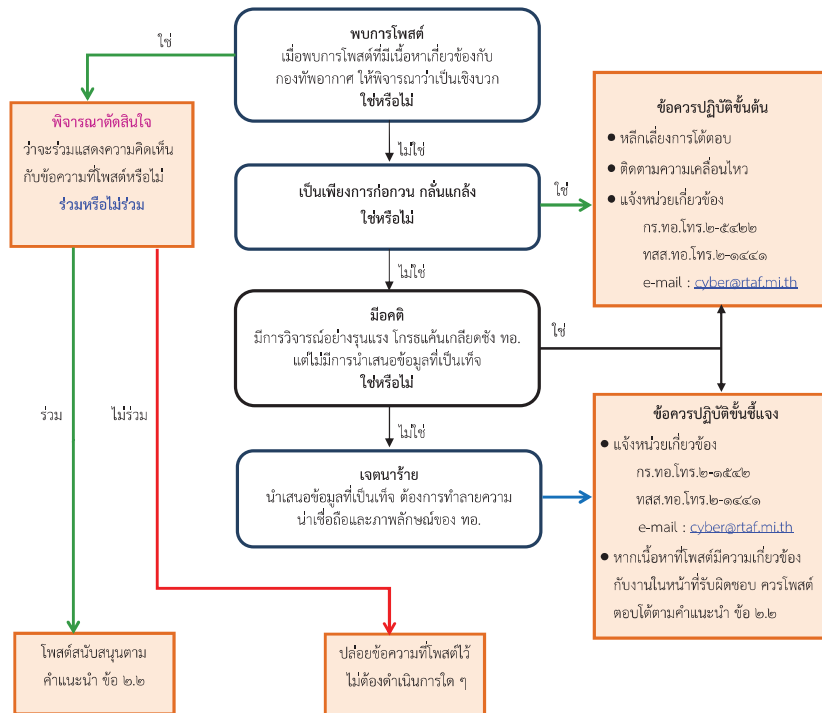 พบการโพสต์
เมื่อพบการโพสต์ที่มีเนื้อหาเกี่ยวข้องกับ
กองทัพอากาศ ให้พิจารณาว่าเป็นเชิงบวก
ใช่หรือไม่
ใช่
ไม่ใช่
พิจารณาตัดสินใจ
ว่าจะร่วมแสดงความคิดเห็น
กับข้อความที่โพสต์หรือไม่
ร่วมหรือไม่ร่วม
เป็นเพียงการก่อกวน กลั่นแกล้ง
ใช่หรือไม่
ใช่
ไม่ใช่
ข้อควรปฏิบัติขั้นต้น
● หลีกเลี่ยงการโต้ตอบ
● ติดตามความเคลื่อนไหว
● แจ้งหน่วยเกี่ยวข้อง
กร.ทอ.โทร.๒-๕๔๒๒
ทสส.ทอ.โทร.๒-๑๔๔๑
e-mail : cyber@rtaf.mi.th
มีอคติ
มีการวิจารณ์อย่างรุนแรง โกรธแค้นเกลียดชัง ทอ.
แต่ไม่มีการนำเสนอข้อมูลที่เป็นเท็จ
ใช่หรือไม่
ใช่
ไม่ใช่
ร่วม
ไม่ร่วม
เจตนาร้าย
นำเสนอข้อมูลที่เป็นเท็จ ต้องการทำลายความ
น่าเชื่อถือและภาพลักษณ์ของ ทอ.
ข้อควรปฏิบัติขั้นชี้แจง
● แจ้งหน่วยเกี่ยวข้อง
กร.ทอ.โทร.๒-๑๕๔๒
ทสส.ทอ.โทร.๒-๑๔๔๑
e-mail : cyber@rtaf.mi.th
● หากเนื้อหาที่โพสต์มีความเกี่ยวข้อง
กับงานในหน้าที่รับผิดชอบ ควรโพสต์
ตอบโต้ตามคำแนะนำ ข้อ ๒.๒
โพสต์สนับสนุนตาม
คำแนะนำ ข้อ ๒.๒
ปล่อยข้อความที่โพสต์ไว้
ไม่ต้องดำเนินการใด ๆ